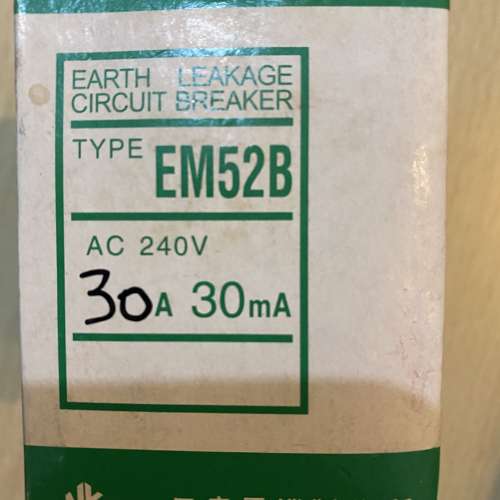 EARTH LEAKAGE
CIRCUIT BREAKER
TYPE EM52B
AC 240V
30A 30mA